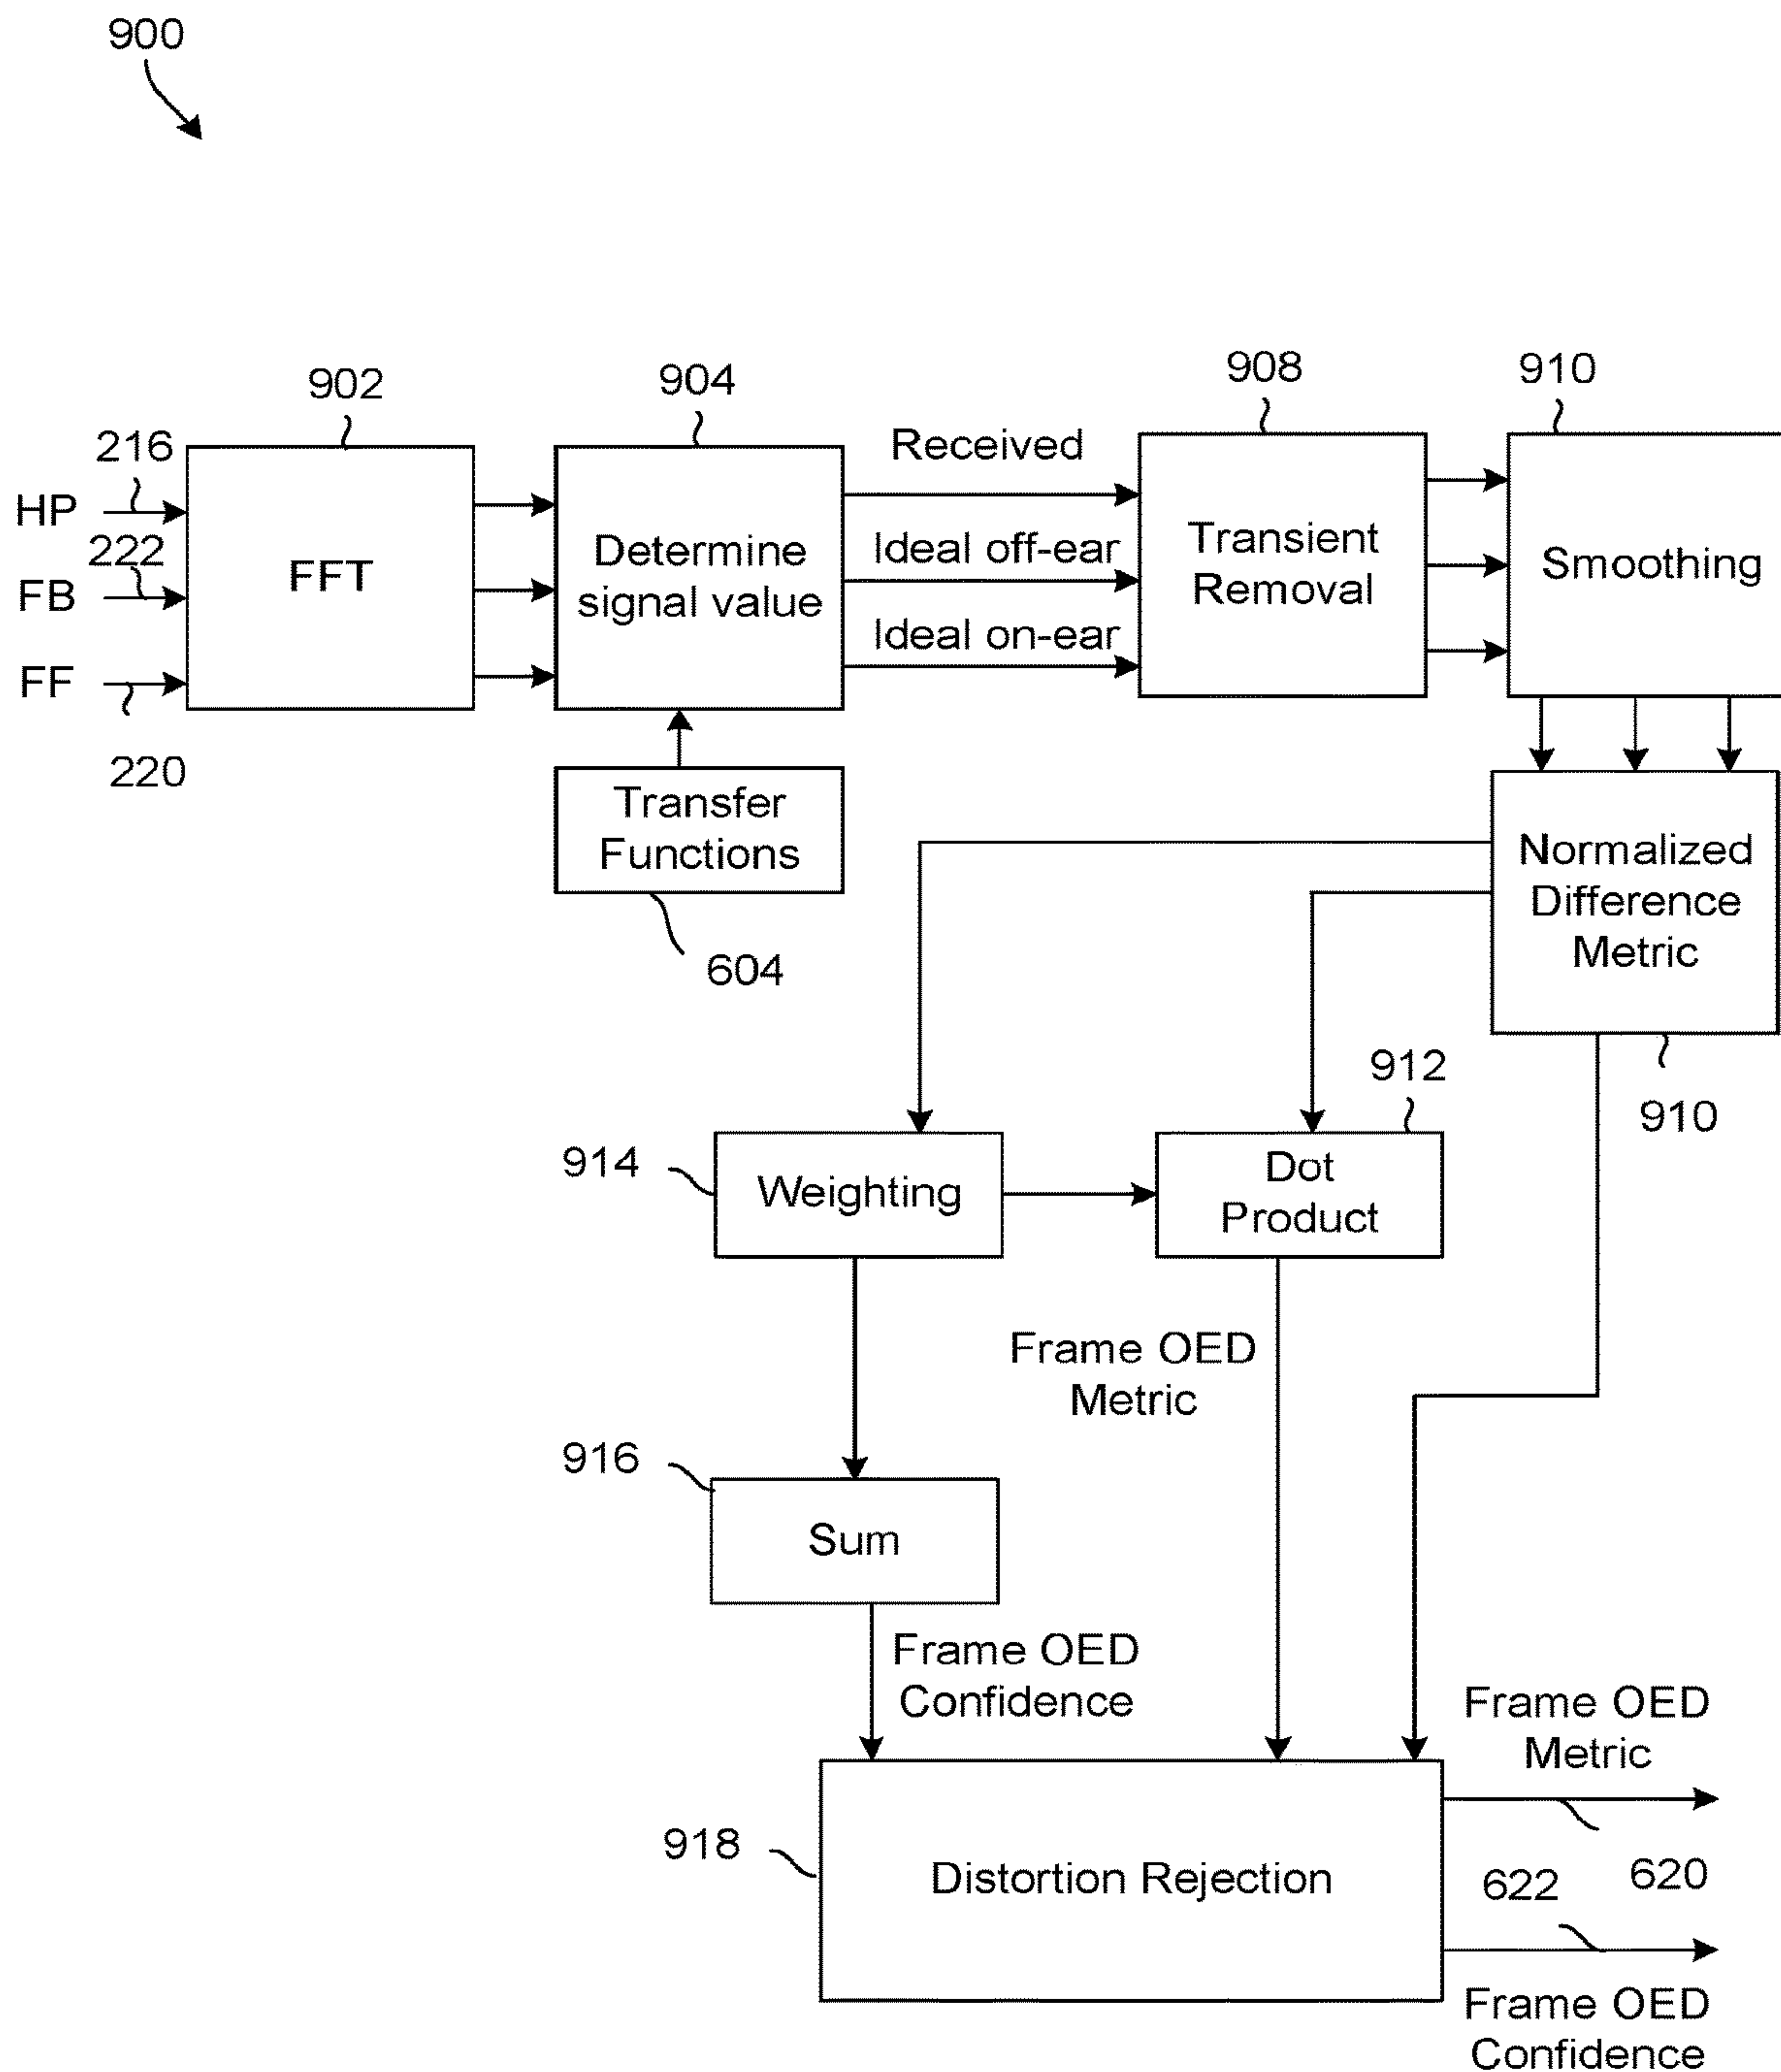 900
902
904
908
910
216
HP
222
FB
FF
220
FFT
Determine
signal value
Received
Ideal off-ear
Ideal on-ear
Transient
Removal
Smoothing
Transfer
Functions
604
Normalized
Difference
Metric
910
912
914
Weighting
Dot
Product
Frame OED
Metric
916
Sum
Frame OED
Confidence
Frame OED
Metric
918
Distortion Rejection
620
622
Frame OED
Confidence